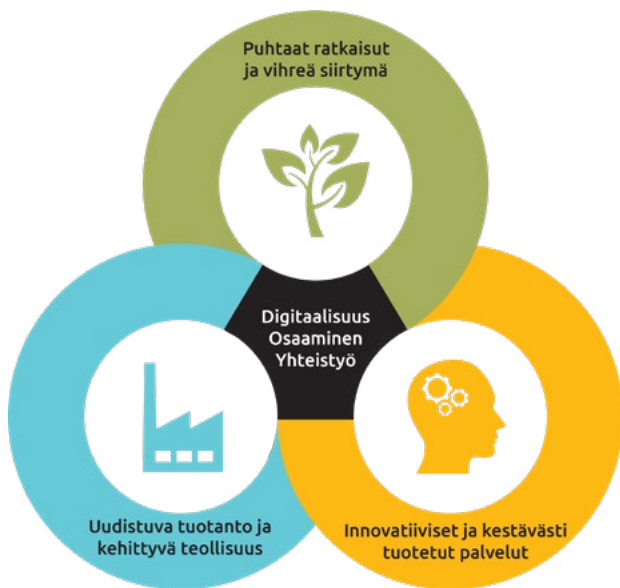 Puhtaat ratkaisut
ja vihreä siirtymä
Digitaalisuus
Osaaminen
Yhteistyö
Uudistuva tuotanto ja
kehittyvä teollisuus
Innovatiiviset ja kestävästi
tuotetut palvelut